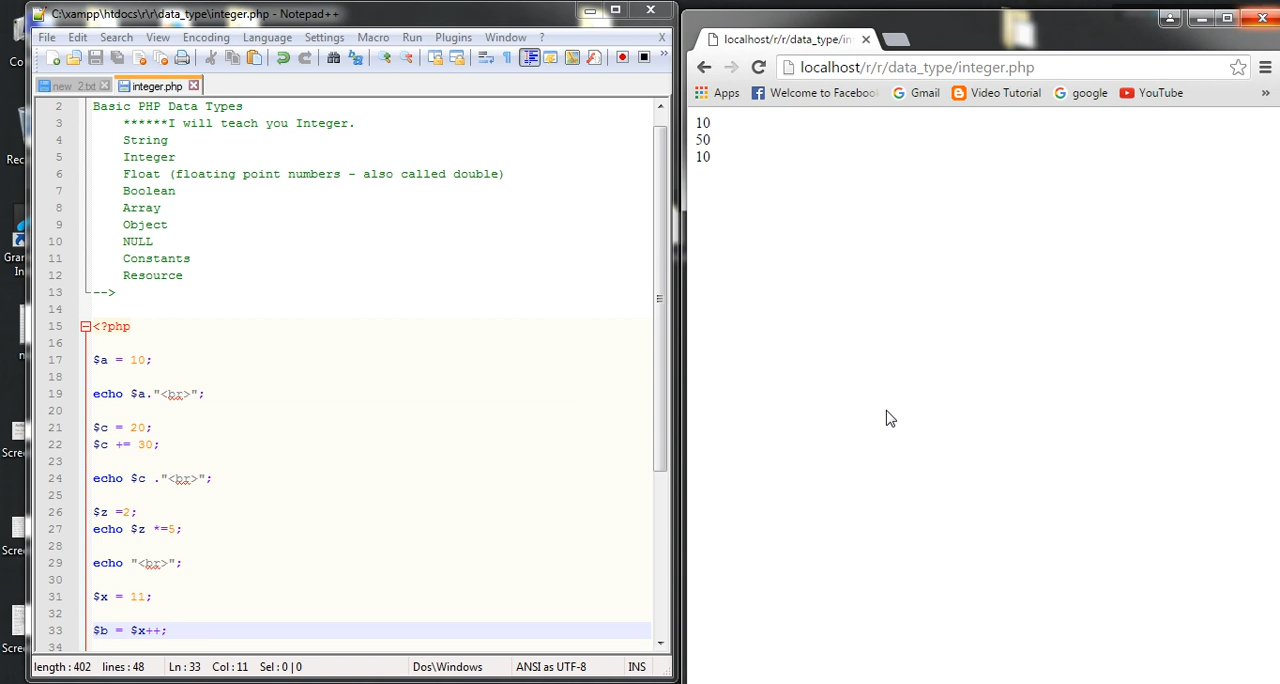 C:\xampp\htdocs\r\r\data_type\integer.php - Notepad++
File Edit Search View Encoding Language Settings Macro Run Plugins Window ? X
new 2.txt integer.php
2 Basic PHP Data Types
3 ******I will teach you Integer.
4 String
5 Integer
6 Float (floating point numbers - also called double)
7 Boolean
8 Array
9 Object
10 NULL
11 Constants
12 Resource
13 -->
14
15 <?php
16
17 $a = 10;
18
19 echo $a."<br>";
20
21 $c = 20;
22 $c += 30;
23
24 echo $c ."<br>";
25
26 $z =2;
27 echo $z *=5;
28
29 echo "<br>";
30
31 $x = 11;
32
33 $b = $x++;
34
length : 402 lines : 48 Ln : 33 Col : 11 Sel : 0 | 0 Dos\Windows ANSI as UTF-8 INS
localhost/r/r/data_type/in
localhost/r/r/data_type/integer.php
Apps Welcome to Facebook Gmail Video Tutorial google YouTube »
10
50
10